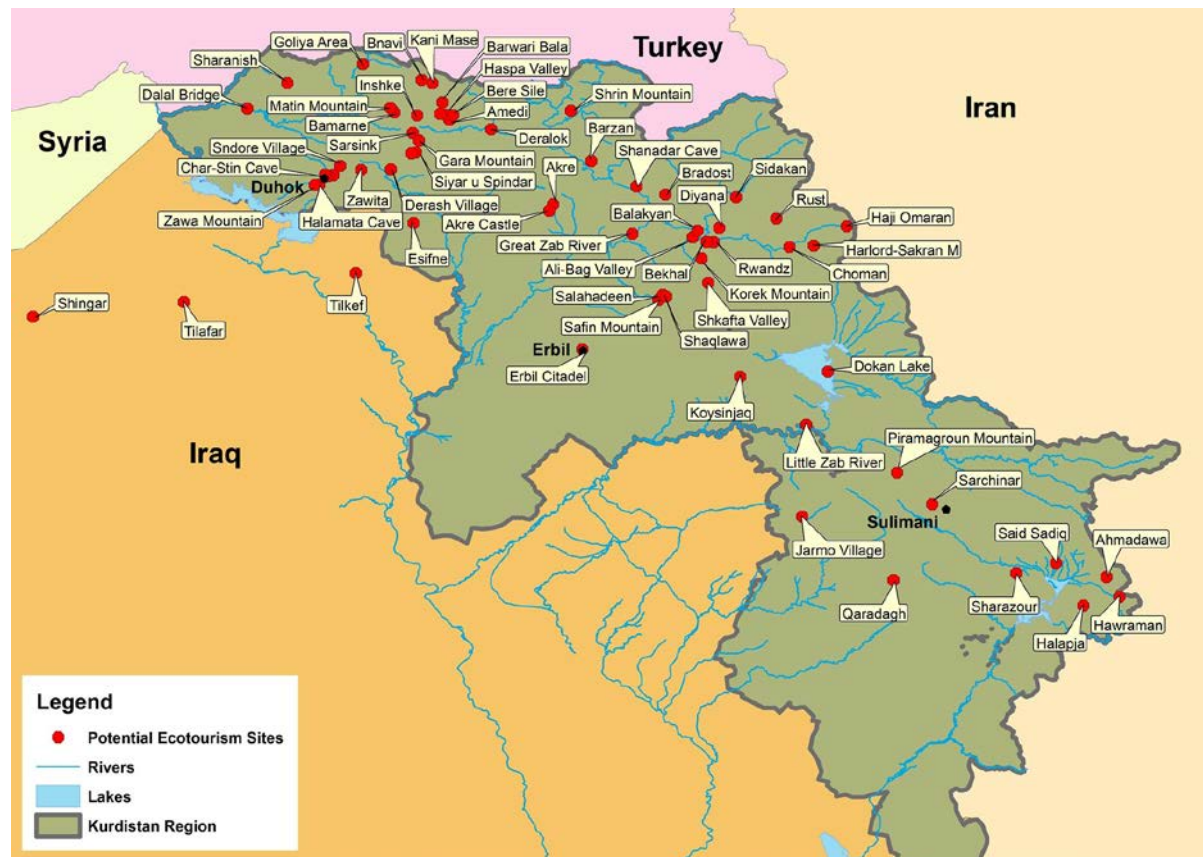 Turkey
Iran
Syria
Iraq
Goliya Area
Bnavi
Kani Mase
Barwari Bala
Sharanish
Haspa Valley
Inshke
Bere Sile
Dalal Bridge
Matin Mountain
Amedi
Shrin Mountain
Bamarne
Sarsink
Deralok
Barzan
Sndore Village
Gara Mountain
Shanadar Cave
Char-Stin Cave
Akre
Bradost
Sidakan
Duhok
Siyar u Spindar
Diyana
Zawita
Rust
Zawa Mountain
Derash Village
Balakyan
Haji Omaran
Halamata Cave
Akre Castle
Great Zab River
Harlord-Sakran M
Esifne
Ali-Bag Valley
Rwandz
Choman
Bekhal
Tilkef
Salahadeen
Korek Mountain
Shingar
Tilafar
Safin Mountain
Shkafta Valley
Shaqlawa
Erbil
Erbil Citadel
Dokan Lake
Koysinjaq
Piramagroun Mountain
Little Zab River
Sarchinar
Sulimani
Said Sadiq
Ahmadawa
Jarmo Village
Qaradagh
Sharazour
Hawraman
Halapja
Legend
Potential Ecotourism Sites
Rivers
Lakes
Kurdistan Region